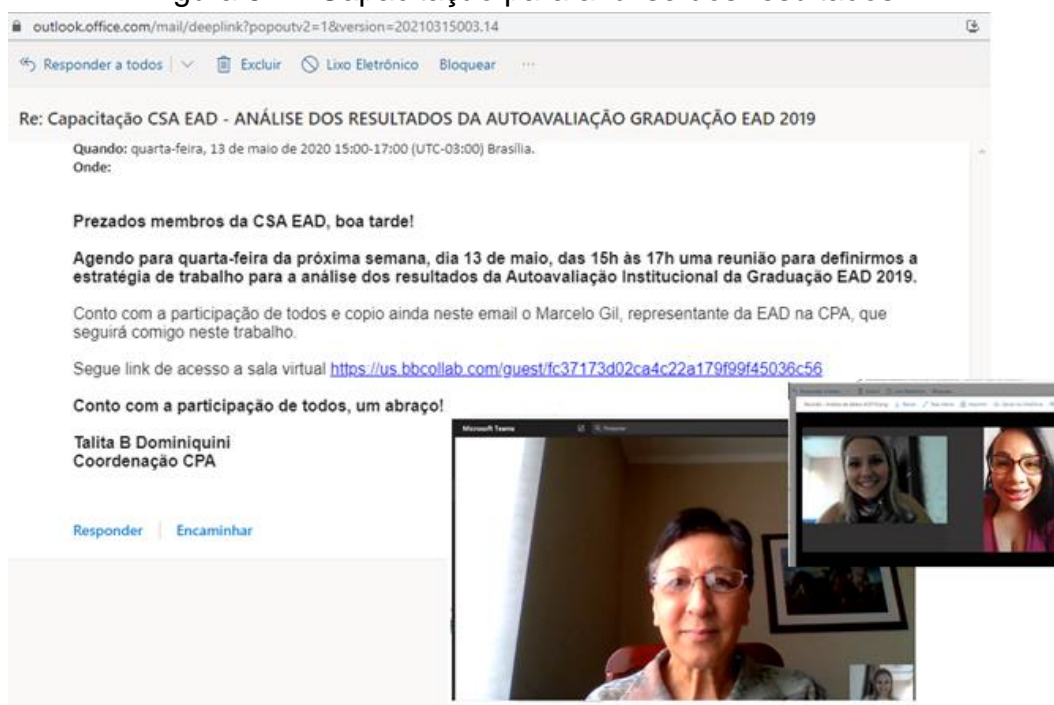 Capacitação para análise dos resultados
outlook.office.com/mail/deeplink?popoutv2=1&version=20210315003.14
Responder a todos Excluir Lixo Eletrônico Bloquear ...
Re: Capacitação CSA EAD - ANÁLISE DOS RESULTADOS DA AUTOAVALIAÇÃO GRADUAÇÃO EAD 2019
Quando: quarta-feira, 13 de maio de 2020 15:00-17:00 (UTC-03:00) Brasília.
Onde:
Prezados membros da CSA EAD, boa tarde!
Agendo para quarta-feira da próxima semana, dia 13 de maio, das 15h às 17h uma reunião para definirmos a
estratégia de trabalho para a análise dos resultados da Autoavaliação Institucional da Graduação EAD 2019.
Conto com a participação de todos e copio ainda neste email o Marcelo Gil, representante da EAD na CPA, que
seguirá comigo neste trabalho.
Segue link de acesso a sala virtual https://us.bbcollab.com/guest/fc37173d02ca4c22a179f99f45036c56
Conto com a participação de todos, um abraço!
Talita B Dominiquini
Coordenação CPA
Responder Encaminhar
Microsoft Teams Pesquisar